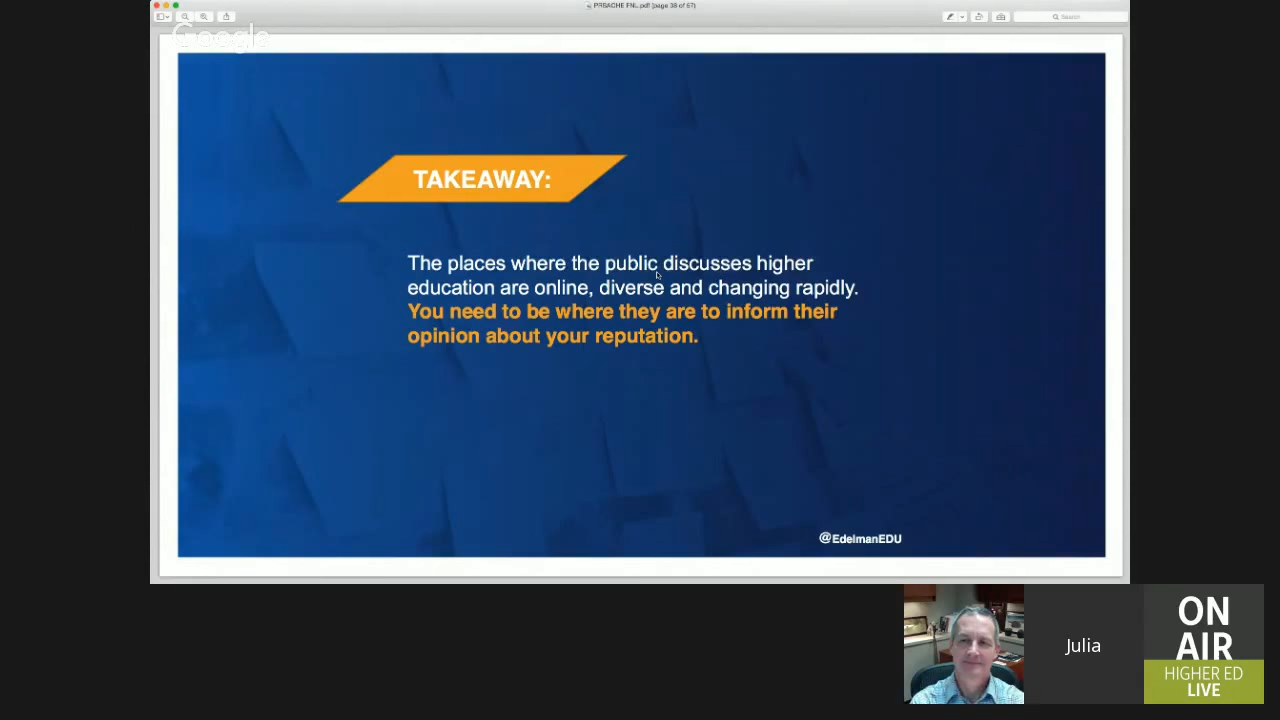 PRSACHE FNL.pdf (page 38 of 67)
Search
Google
TAKEAWAY:
The places where the public discusses higher
education are online, diverse and changing rapidly.
You need to be where they are to inform their
opinion about your reputation.
@EdelmanEDU
Julia
ON
AIR
HIGHER ED
LIVE